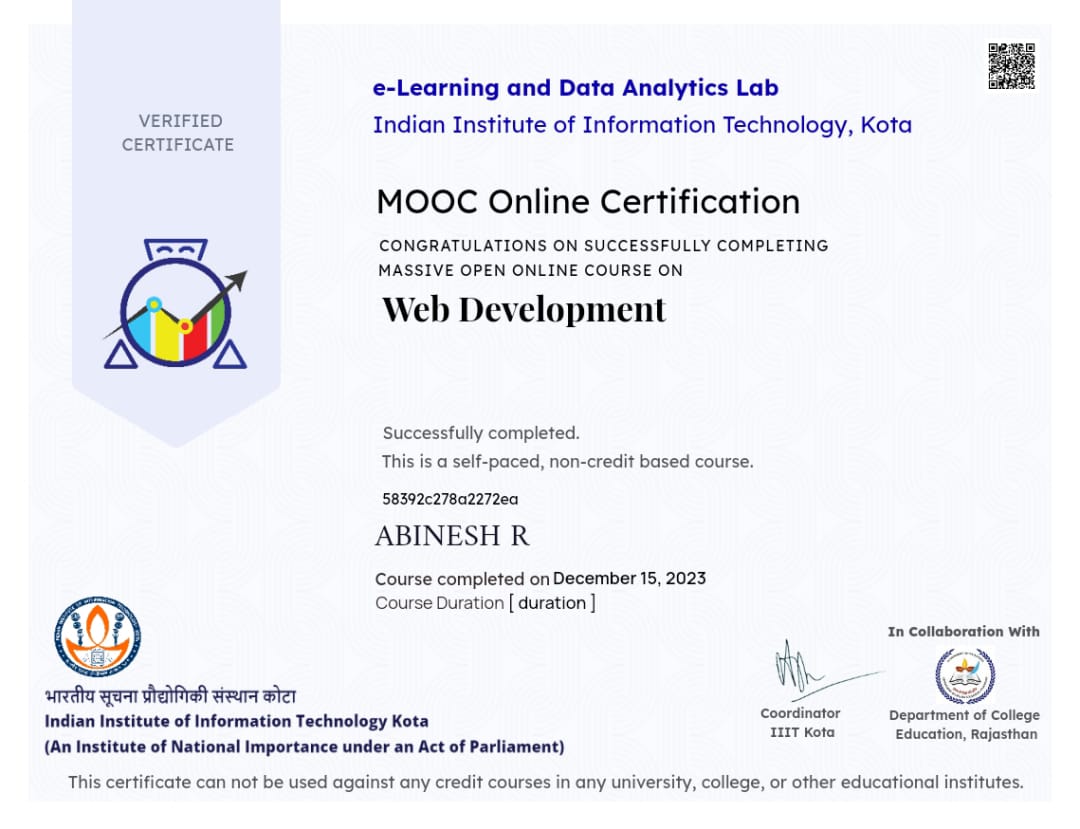 VERIFIED
CERTIFICATE
e-Learning and Data Analytics Lab
Indian Institute of Information Technology, Kota
MOOC Online Certification
CONGRATULATIONS ON SUCCESSFULLY COMPLETING
MASSIVE OPEN ONLINE COURSE ON
Web Development
Successfully completed.
This is a self-paced, non-credit based course.
58392c278a2272ea
ABINESH R
Course completed on December 15, 2023
Course Duration [ duration ]
भारतीय सूचना प्रौद्योगिकी संस्थान कोटा
Indian Institute of Information Technology Kota
(An Institute of National Importance under an Act of Parliament)
Coordinator
IIIT Kota
In Collaboration With
Department of College
Education, Rajasthan
This certificate can not be used against any credit courses in any university, college, or other educational institutes.